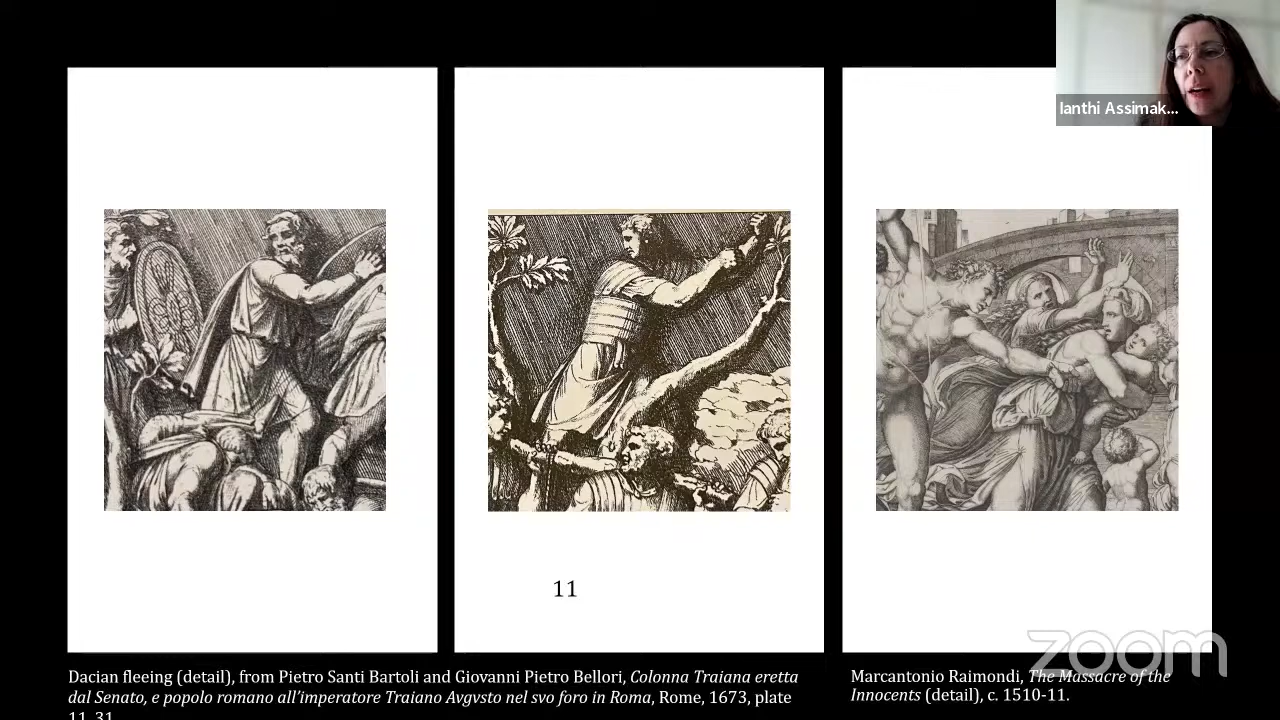 Ianthi Assimak...
11
Dacian fleeing (detail), from Pietro Santi Bartoli and Giovanni Pietro Bellori, Colonna Traiana eretta
dal Senato, e popolo romano all'imperatore Traiano Avgvsto nel svo foro in Roma, Rome, 1673, plate
11, 31
Marcantonio Raimondi, The Massacre of the
Innocents (detail), c. 1510-11.
zoom